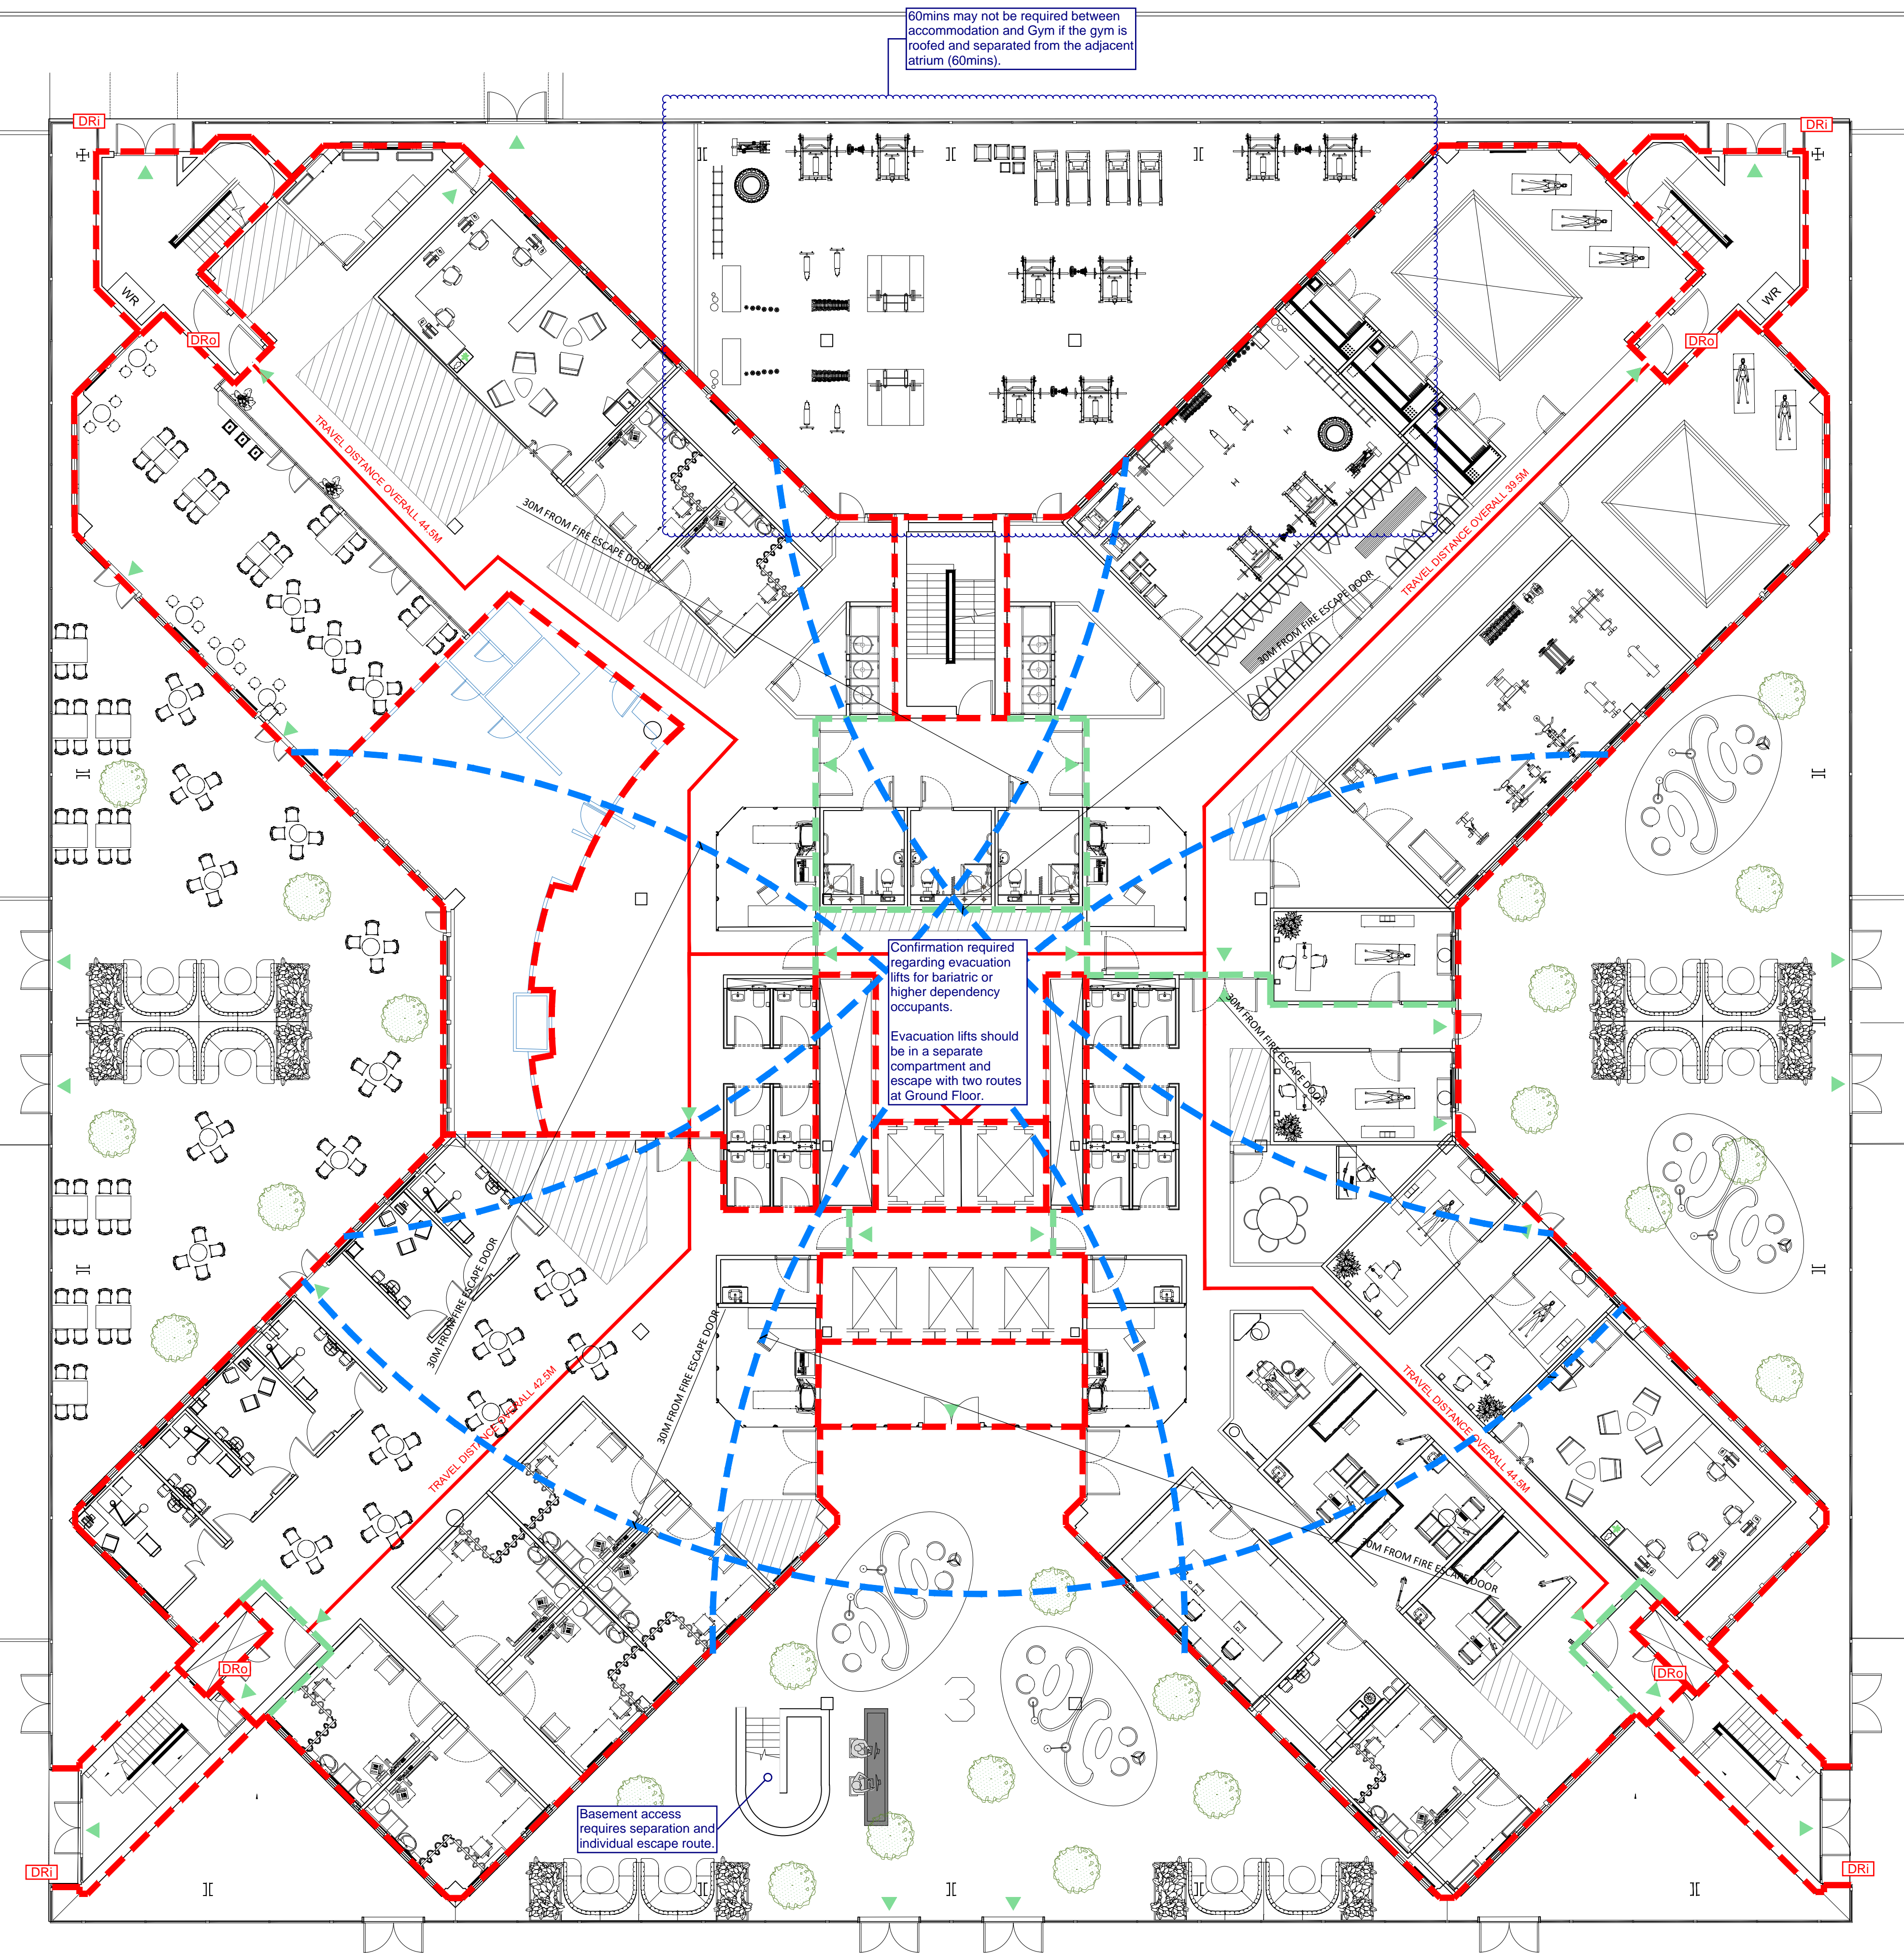 60mins may not be required between
accommodation and Gym if the gym is
roofed and separated from the adjacent
atrium (60mins).
DRi
DRi
WR
WR
DRo
DRo
TRAVEL DISTANCE OVERALL 44.5M
TRAVEL DISTANCE OVERALL 39.5M
30M FROM FIRE ESCAPE DOOR
30M FROM FIRE ESCAPE DOOR
Confirmation required
regarding evacuation
lifts for bariatric or
higher dependency
occupants.
Evacuation lifts should
be in a separate
compartment and
escape with two routes
at Ground Floor.
30M FROM FIRE ESCAPE DOOR
30M FROM FIRE ESCAPE DOOR
30M FROM FIRE ESCAPE DOOR
TRAVEL DISTANCE OVERALL 42.5M
TRAVEL DISTANCE OVERALL 44.5M
30M FROM FIRE ESCAPE DOOR
DRo
DRo
Basement access
requires separation and
individual escape route.
DRi
DRi